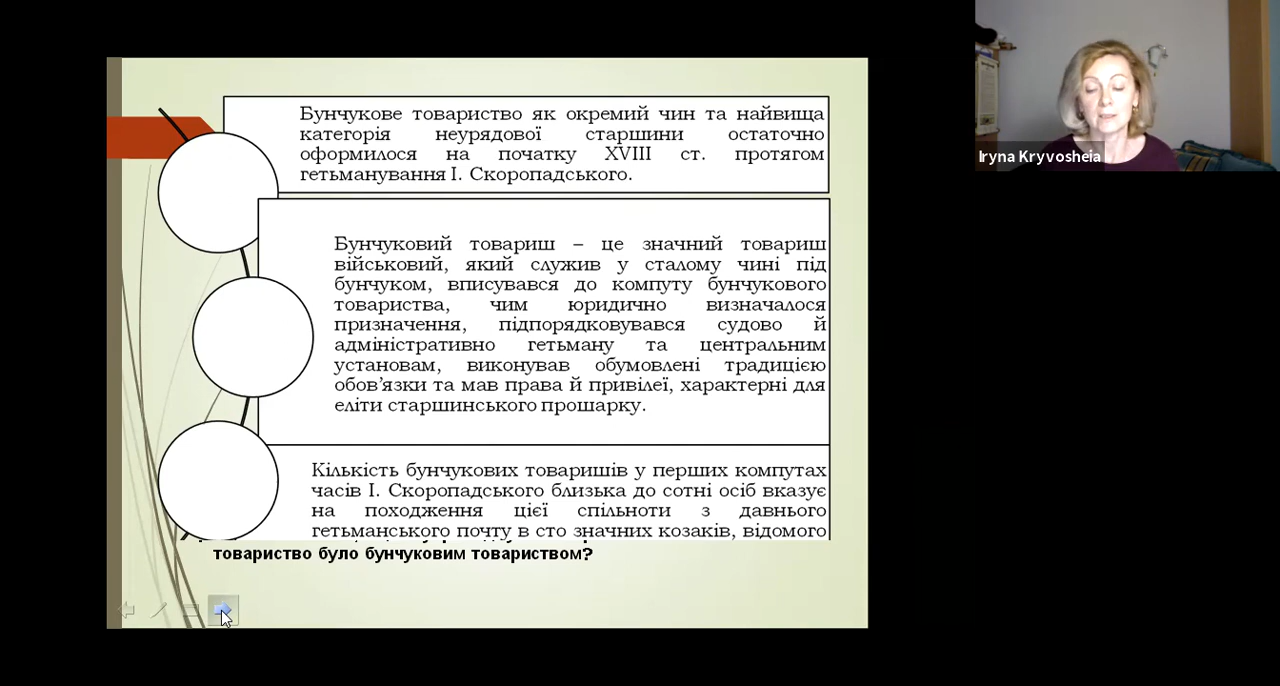 Бунчукове товариство як окремий чин та найвища
категорія неурядової старшини остаточно
оформилося на початку XVIII ст. протягом
гетьманування І. Скоропадського.
Бунчуковий товариш – це значний товариш
військовий, який служив у сталому чині під
бунчуком, вписувався до компуту бунчукового
товариства, чим юридично визначалося
призначення, підпорядковувався судово й
адміністративно гетьману та центральним
установам, виконував обумовлені традицією
обов’язки та мав права й привілеї, характерні для
еліти старшинського прошарку.
Кількість бунчукових товаришів у перших компутах
часів І. Скоропадського близька до сотні осіб вказує
на походження цієї спільноти з давнього
гетьманського почту в сто значних козаків, відомого
товариство було бунчуковим товариством?
Iryna Kryvosheia